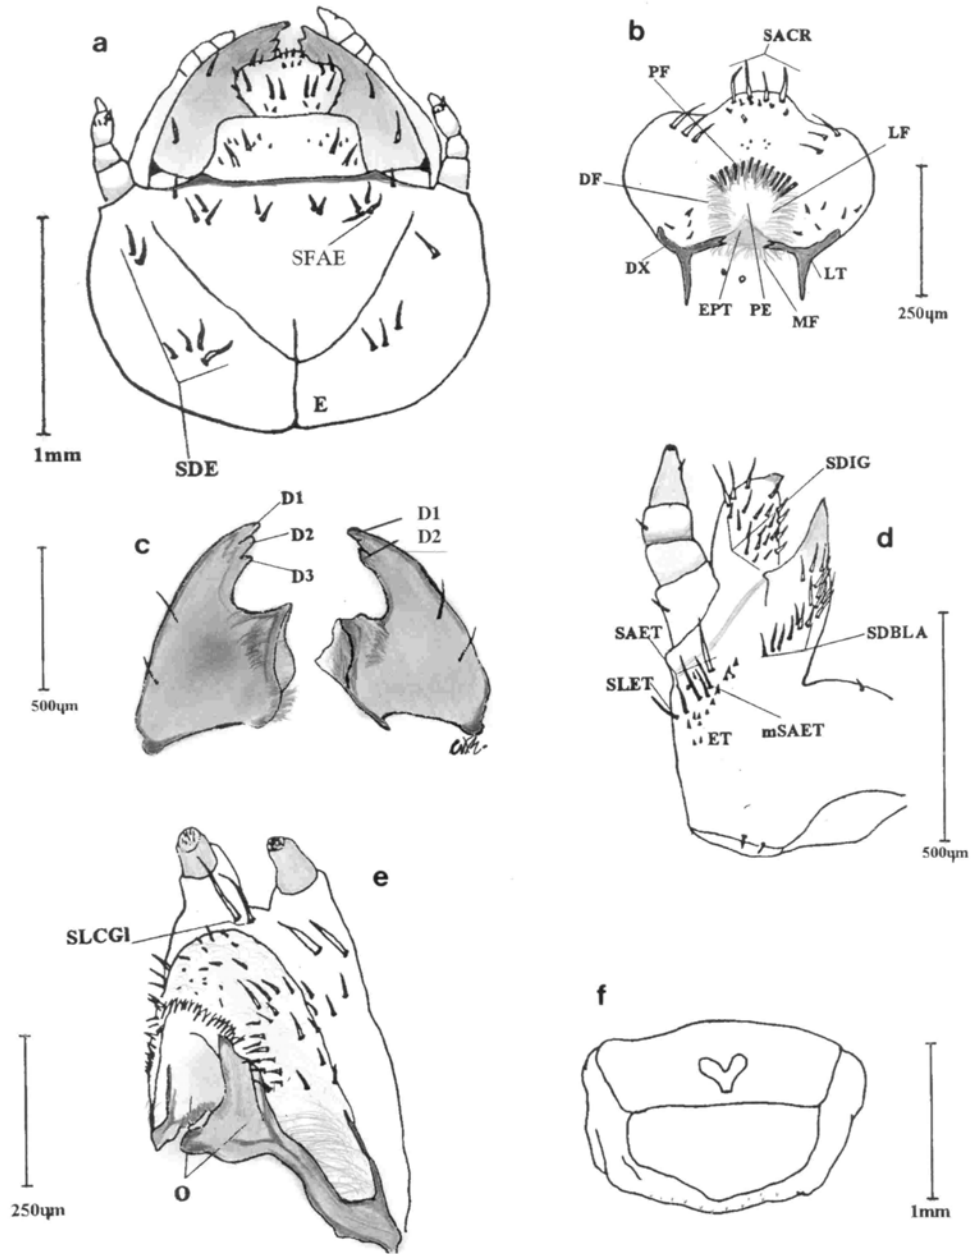 a
SFAE
E
1mm
SDE
b
SACR
PF
LF
DF
DX
LT
EPT
PE
MF
250μm
c
D1
D2
D3
D1
D2
500μm
d
SDIG
SAET
SDBLA
SLET
ET
mSAET
500μm
e
SLCGl
O
250μm
f
1mm